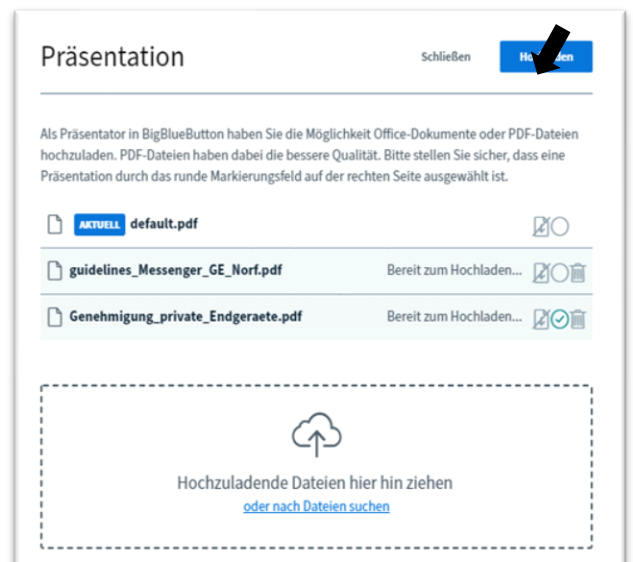 Präsentation
Schließen
Als Präsentator in BigBlueButton haben Sie die Möglichkeit Office-Dokumente oder PDF-Dateien
hochzuladen. PDF-Dateien haben dabei die bessere Qualität. Bitte stellen Sie sicher, dass eine
Präsentation durch das runde Markierungsfeld auf der rechten Seite ausgewählt ist.
AKTUELL default.pdf
guidelines_Messenger_GE_Norf.pdf Bereit zum Hochladen...
Genehmigung_private_Endgeraete.pdf Bereit zum Hochladen...
Hochzuladende Dateien hier hin ziehen
oder nach Dateien suchen